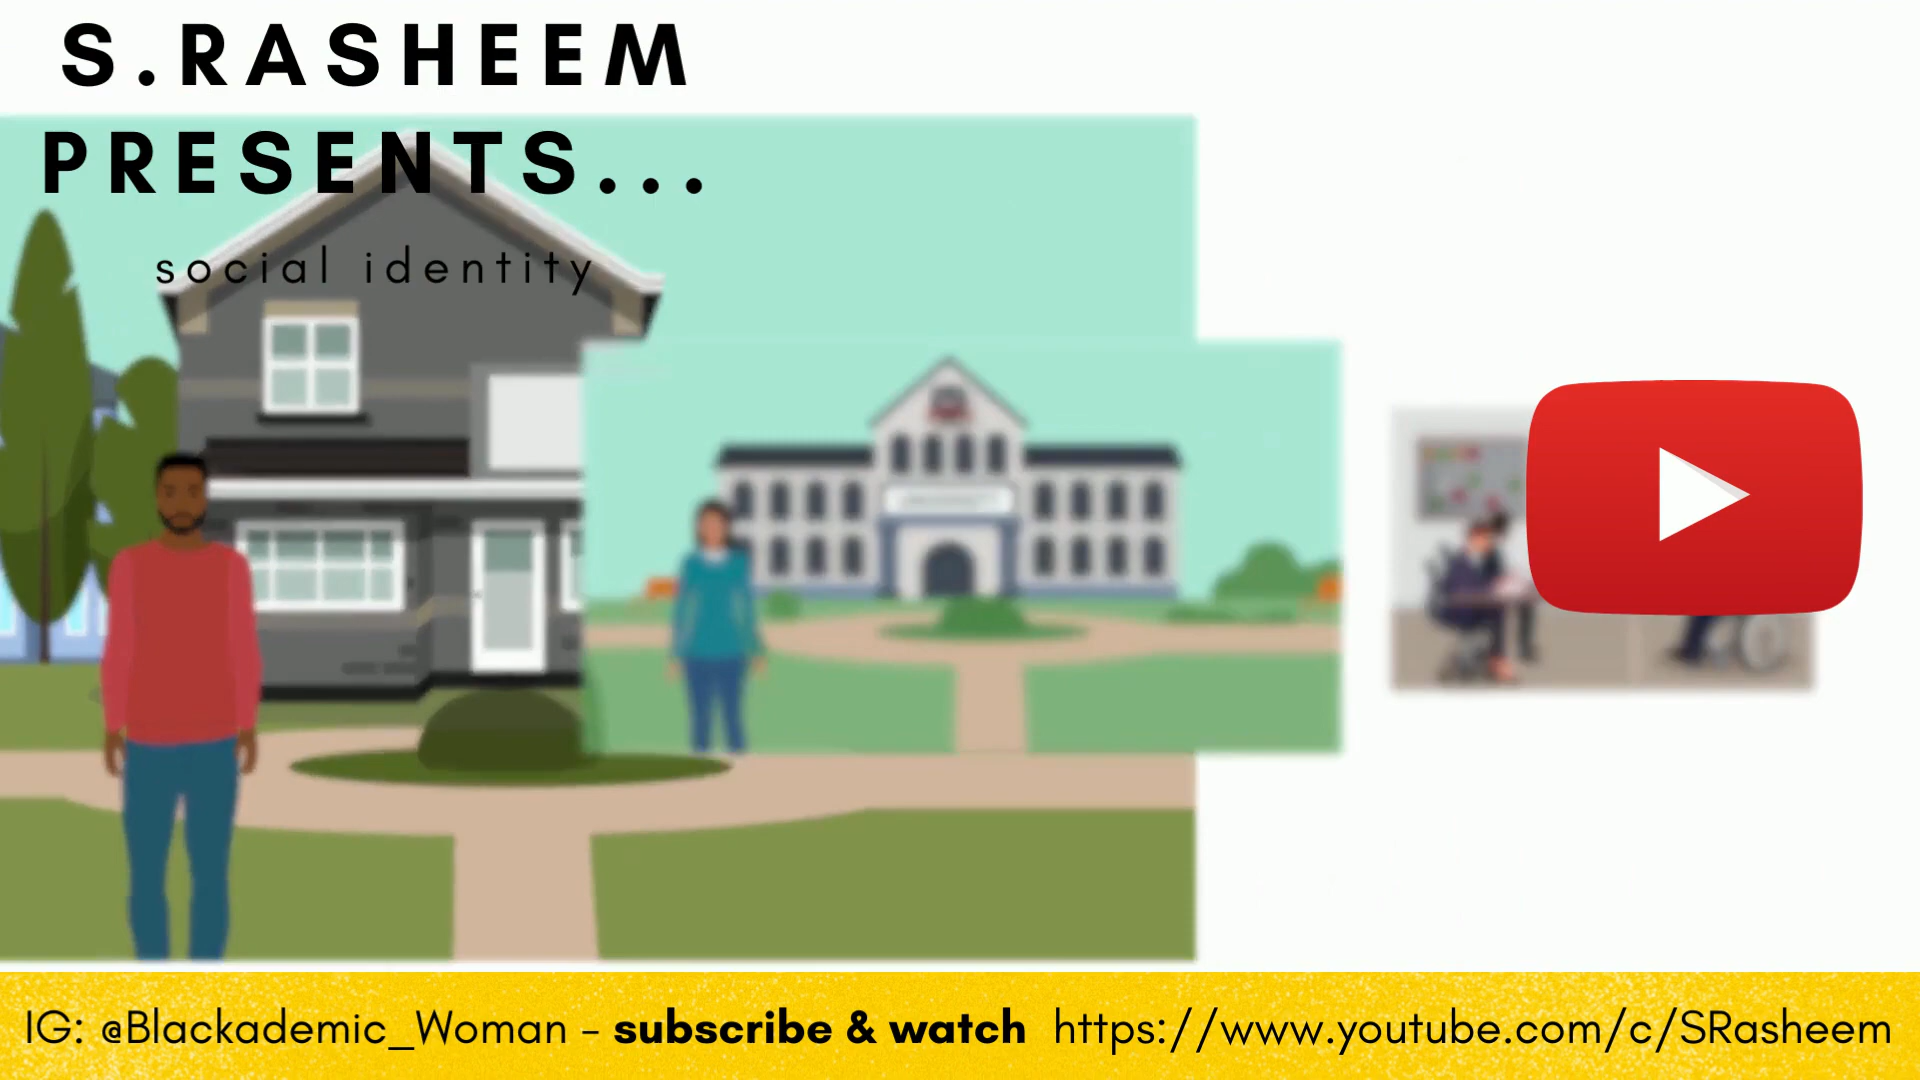 S.RASHEEM
PRESENTS...
social identity
IG: @Blackademic_Woman - subscribe & watch https://www.youtube.com/c/SRasheem